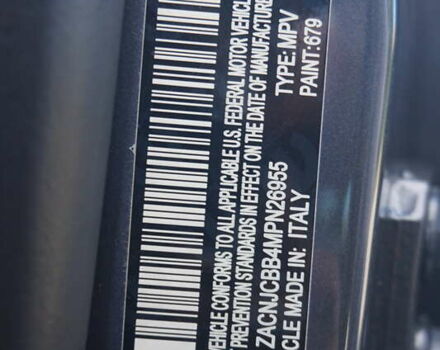 VEHICLE CONFORMS TO ALL APPLICABLE U.S. FEDERAL MOTOR VEHICLE
PREVENTION STANDARDS IN EFFECT ON THE DATE OF MANUFACTURE
ZACNJCBB4MPN26955 TYPE: MPV
CLE MADE IN: ITALY PAINT: 679